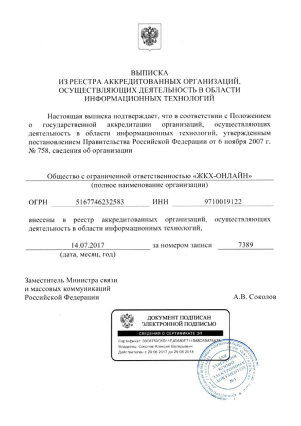 ВЫПИСКА
ИЗ РЕЕСТРА АККРЕДИТОВАННЫХ ОРГАНИЗАЦИЙ,
ОСУЩЕСТВЛЯЮЩИХ ДЕЯТЕЛЬНОСТЬ В ОБЛАСТИ
ИНФОРМАЦИОННЫХ ТЕХНОЛОГИЙ
Настоящая выписка подтверждает, что в соответствии с Положением
о государственной аккредитации организаций, осуществляющих
деятельность в области информационных технологий, утвержденным
постановлением Правительства Российской Федерации от 6 ноября 2007 г.
№ 758, сведения об организации
Общество с ограниченной ответственностью «ЖКХ-ОНЛАЙН»
(полное наименование организации)
ОГРН 5167746232583 ИНН 9710019122
внесены в реестр аккредитованных организаций, осуществляющих
деятельность в области информационных технологий,
14.07.2017 за номером записи 7389
(дата, месяц, год)
Заместитель Министра связи
и массовых коммуникаций
Российской Федерации А.В. Соколов
ДОКУМЕНТ ПОДПИСАН
ЭЛЕКТРОННОЙ ПОДПИСЬЮ
СВЕДЕНИЯ О СЕРТИФИКАТЕ ЭП
Сертификат
Владелец Соколов Алексей Валерьевич
Действителен с